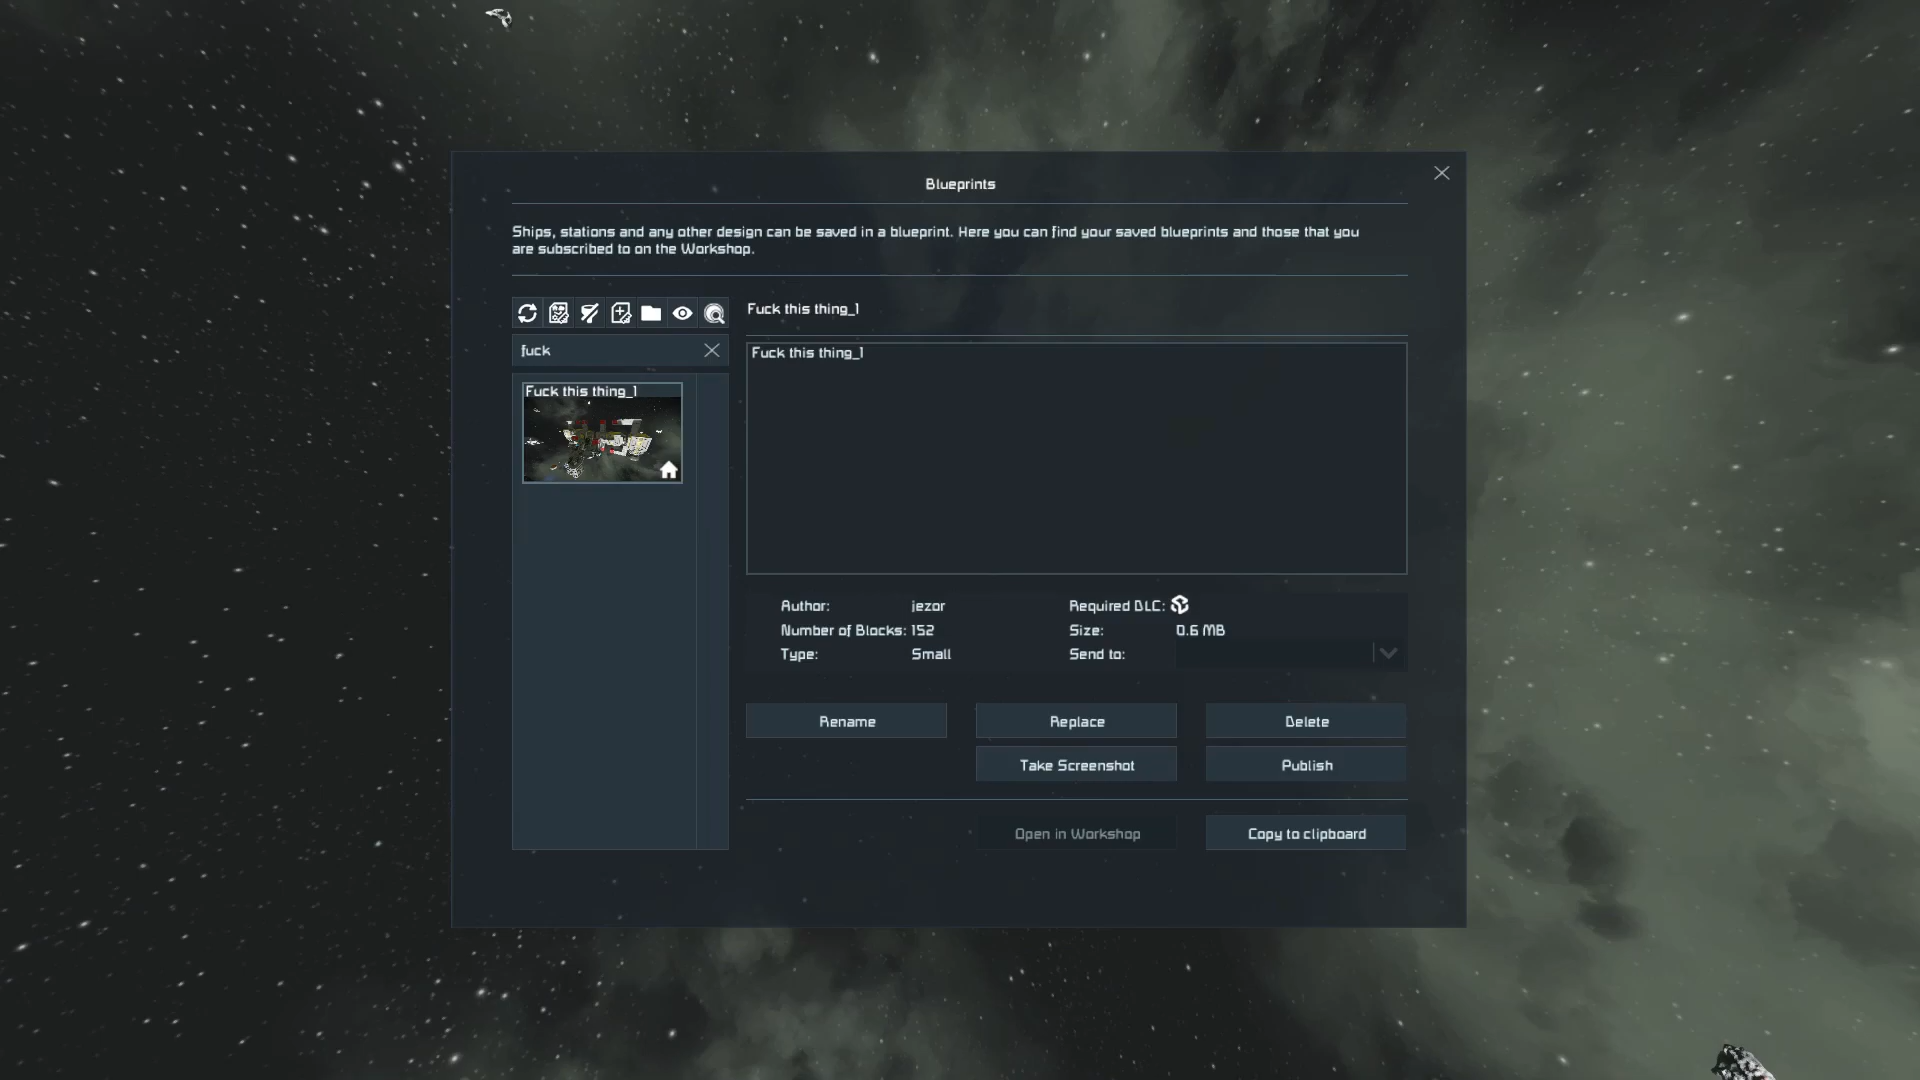 Blueprints
Ships, stations and any other design can be saved in a blueprint. Here you can find your saved blueprints and those that you
are subscribed to on the Workshop.
fuck
Fuck this thing_1
Fuck this thing_1
Fuck this thing_1
Author: jezor
Number of Blocks: 152
Type: Small
Required DLC:
Size: 0.6 MB
Send to:
Rename
Replace
Delete
Take Screenshot
Publish
Open in Workshop
Copy to clipboard